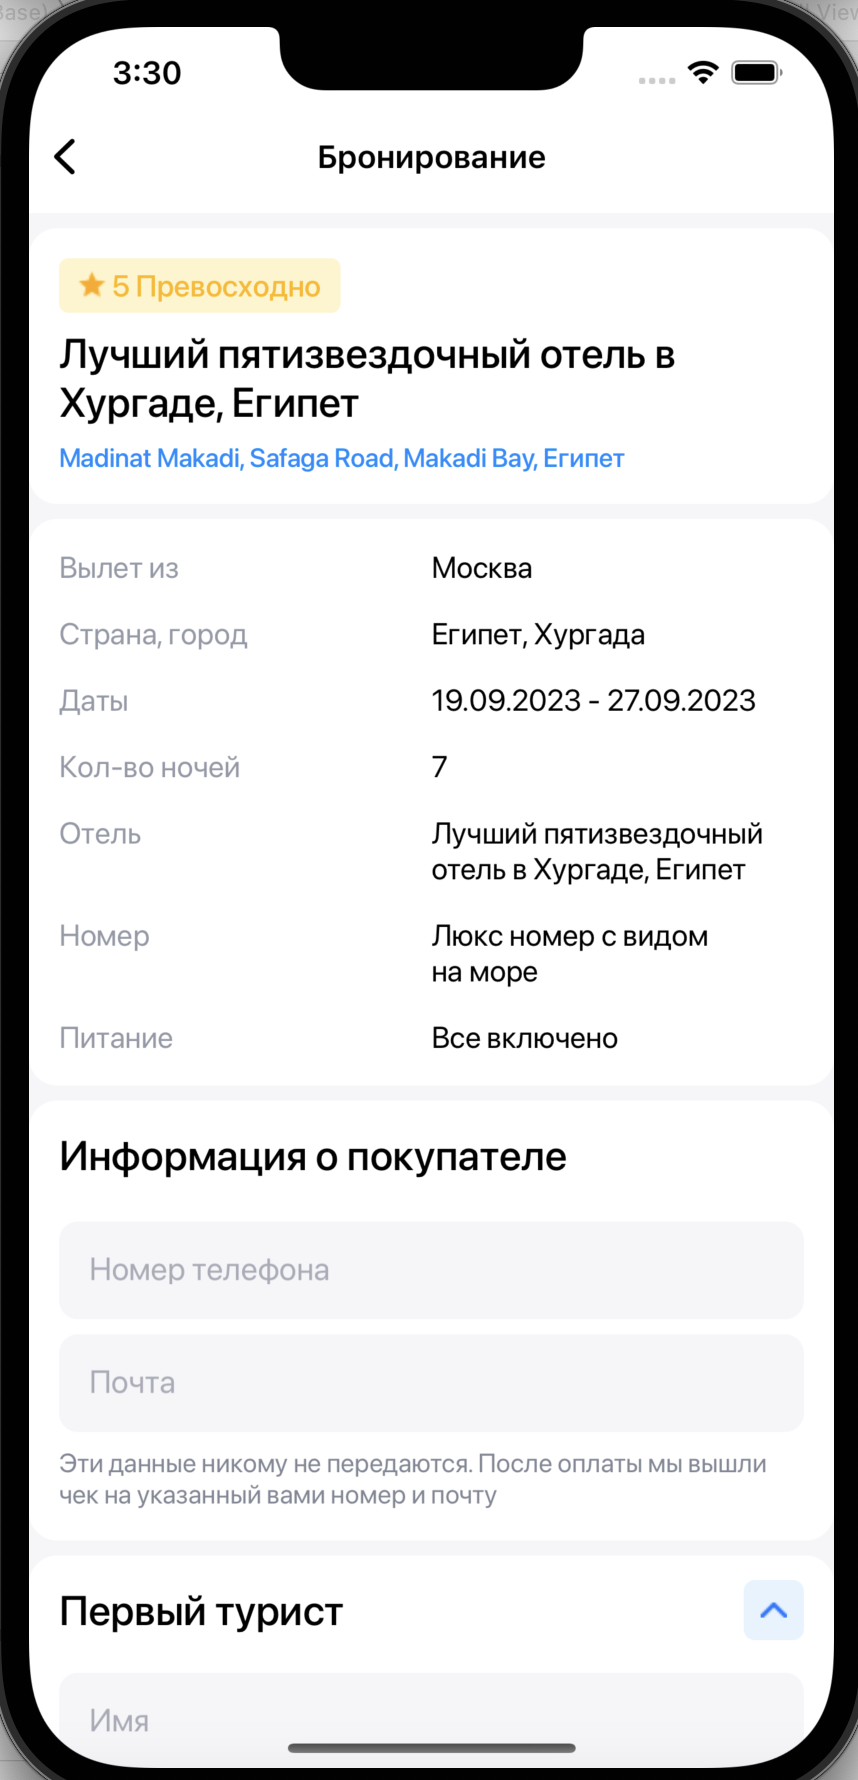 3:30
Бронирование
5 Превосходно
Лучший пятизвездочный отель в
Хургаде, Египет
Madinat Makadi, Safaga Road, Makadi Bay, Египет
Вылет из
Москва
Страна, город
Египет, Хургада
Даты
19.09.2023 - 27.09.2023
Кол-во ночей
7
Отель
Лучший пятизвездочный
отель в Хургаде, Египет
Номер
Люкс номер с видом
на море
Питание
Все включено
Информация о покупателе
Номер телефона
Почта
Эти данные никому не передаются. После оплаты мы вышли
чек на указанный вами номер и почту
Первый турист
Имя